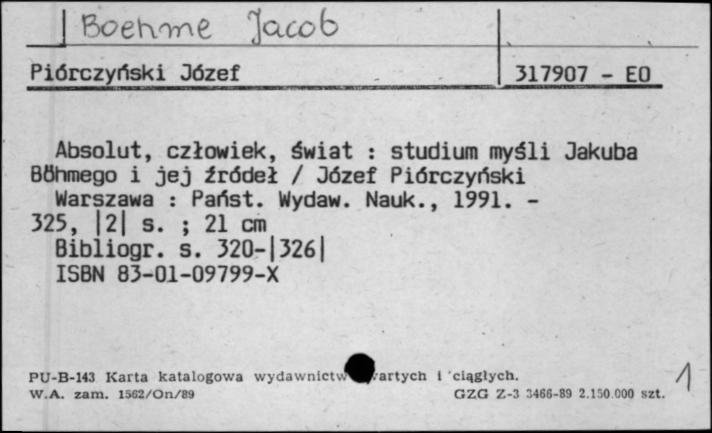 Boehme Jacob
Piórczyński Józef 317907 - EO
Absolut, człowiek, świat : studium myśli Jakuba
Böhmego i jej źródeł / Józef Piórczyński
Warszawa : Państ. Wydaw. Nauk., 1991. -
325, |2| s. ; 21 cm
Bibliogr. s. 320-|326|
ISBN 83-01-09799-X
PU-B-143 Karta katalogowa wydawnictw artych i ciągłych.
W.A. zam. 1562/On/89 GZG Z-3 3466-89 2.150.000 szt.
1